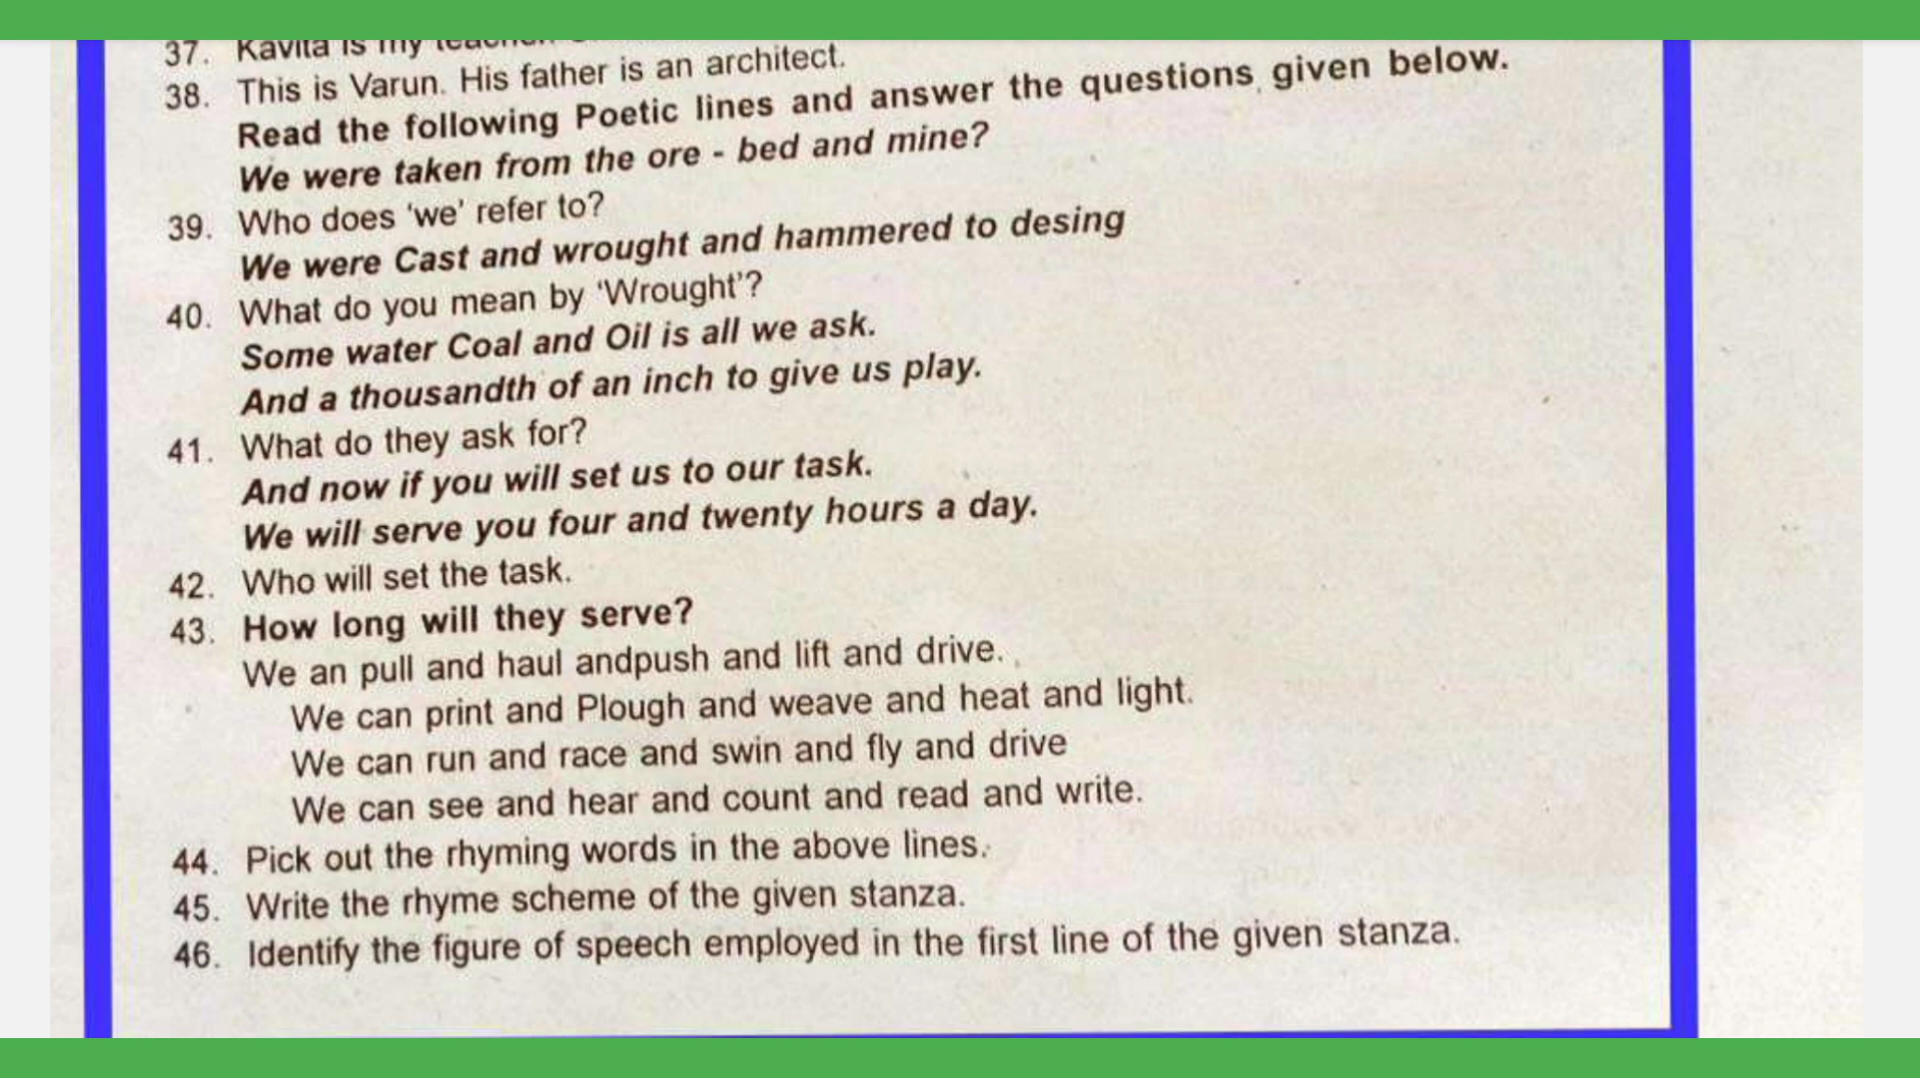 37. Kavita is my
38. This is Varun. His father is an architect.
Read the following Poetic lines and answer the questions given below.
We were taken from the ore - bed and mine?
39. Who does 'we' refer to?
We were Cast and wrought and hammered to desing
40. What do you mean by 'Wrought'?
Some water Coal and Oil is all we ask.
And a thousandth of an inch to give us play.
41. What do they ask for?
And now if you will set us to our task.
We will serve you four and twenty hours a day.
42. Who will set the task.
43. How long will they serve?
We an pull and haul andpush and lift and drive.
We can print and Plough and weave and heat and light.
We can run and race and swin and fly and drive
We can see and hear and count and read and write.
44. Pick out the rhyming words in the above lines.
45. Write the rhyme scheme of the given stanza.
46. Identify the figure of speech employed in the first line of the given stanza.